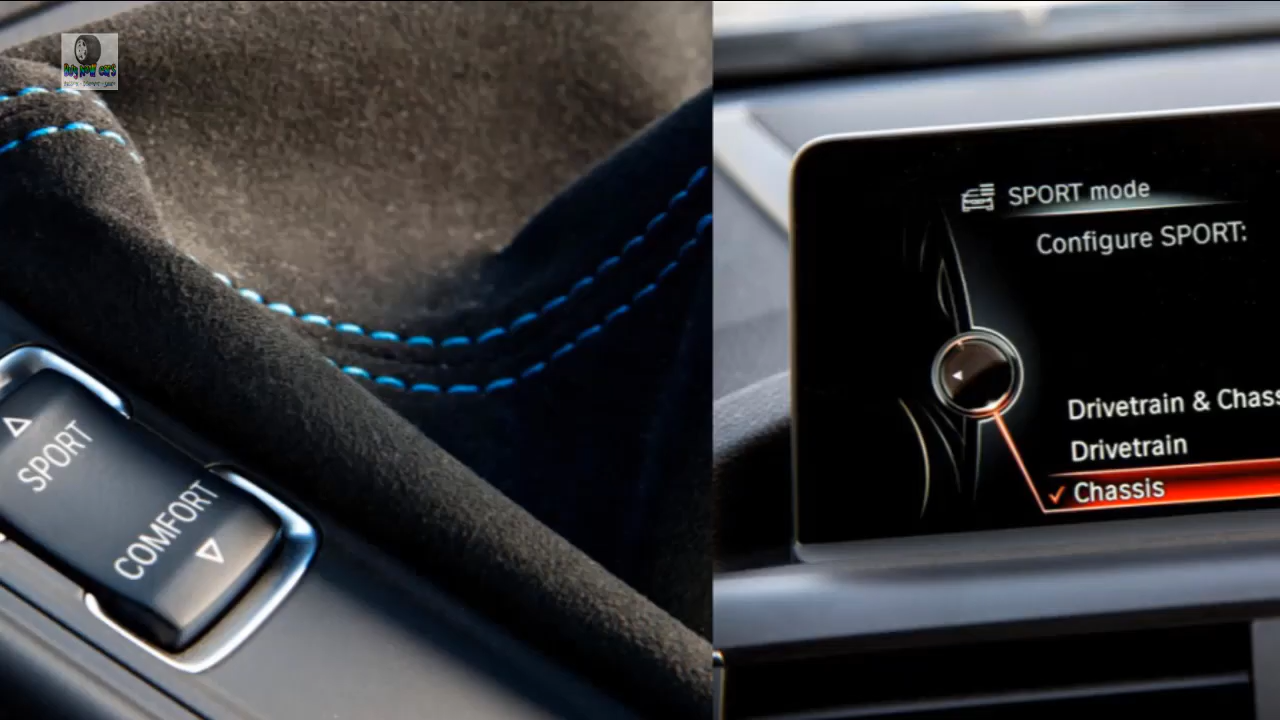 SPORT
COMFORT
SPORT mode
Configure SPORT:
Drivetrain & Chass
Drivetrain
Chassis